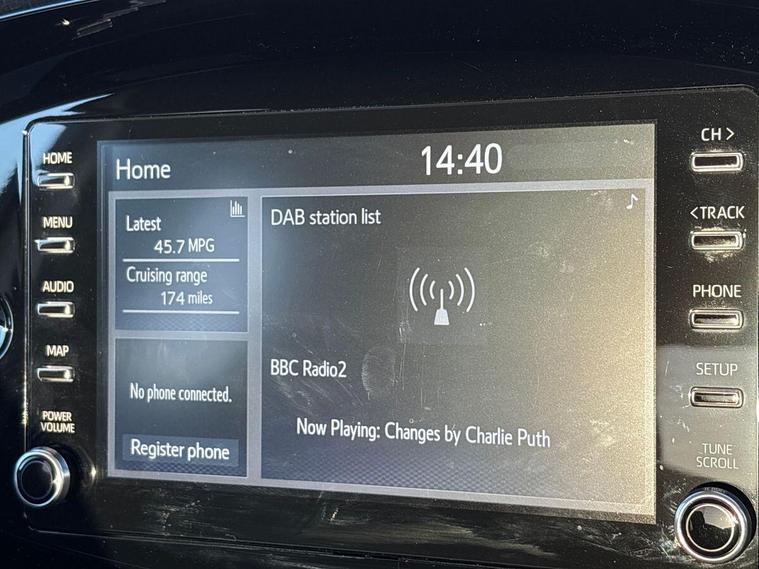 HOME
MENU
AUDIO
MAP
POWER
VOLUME
Home
14:40
Latest
45.7 MPG
Cruising range
174 miles
No phone connected.
Register phone
DAB station list
BBC Radio2
Now Playing: Changes by Charlie Puth
CH >
<TRACK
PHONE
SETUP
TUNE
SCROLL